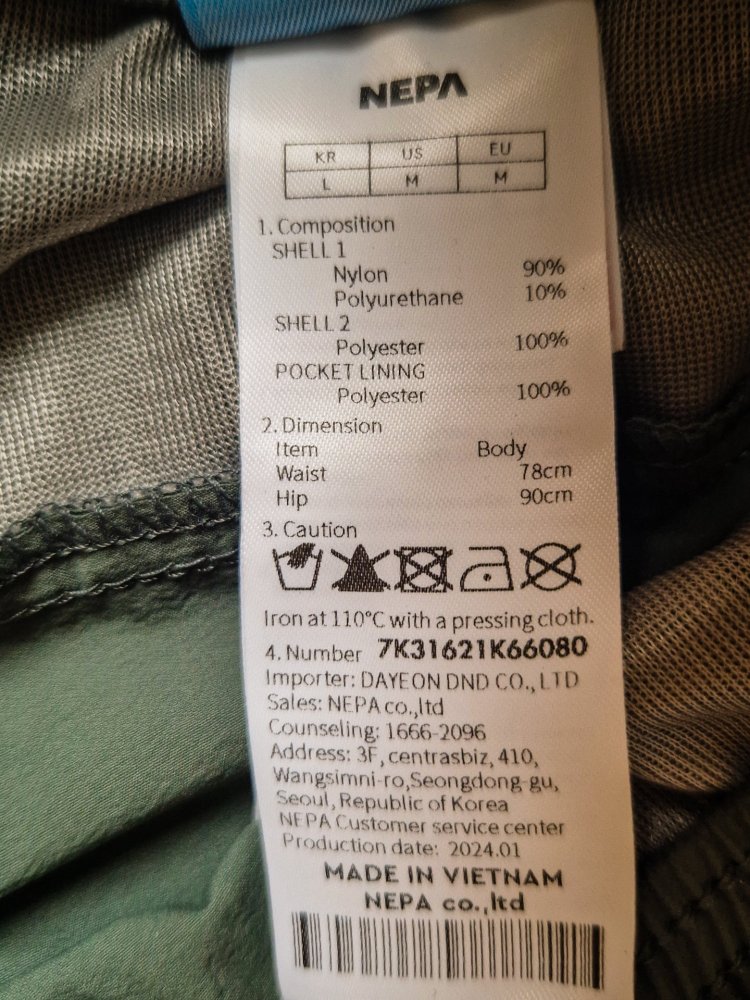 NEPA
KR US EU
L M M
1. Composition
SHELL 1
Nylon 90%
Polyurethane 10%
SHELL 2
Polyester 100%
POCKET LINING
Polyester 100%
2. Dimension
Item Body
Waist 78cm
Hip 90cm
3. Caution
Iron at 110°C with a pressing cloth.
4. Number 7K31621K66080
Importer: DAYEON DND CO., LTD
Sales: NEPA co.,ltd
Counseling: 1666-2096
Address: 3F, centrasbiz, 410,
Wangsimni-ro,Seongdong-gu,
Seoul, Republic of Korea
NEPA Customer service center
Production date: 2024.01
MADE IN VIETNAM
NEPA co.,ltd